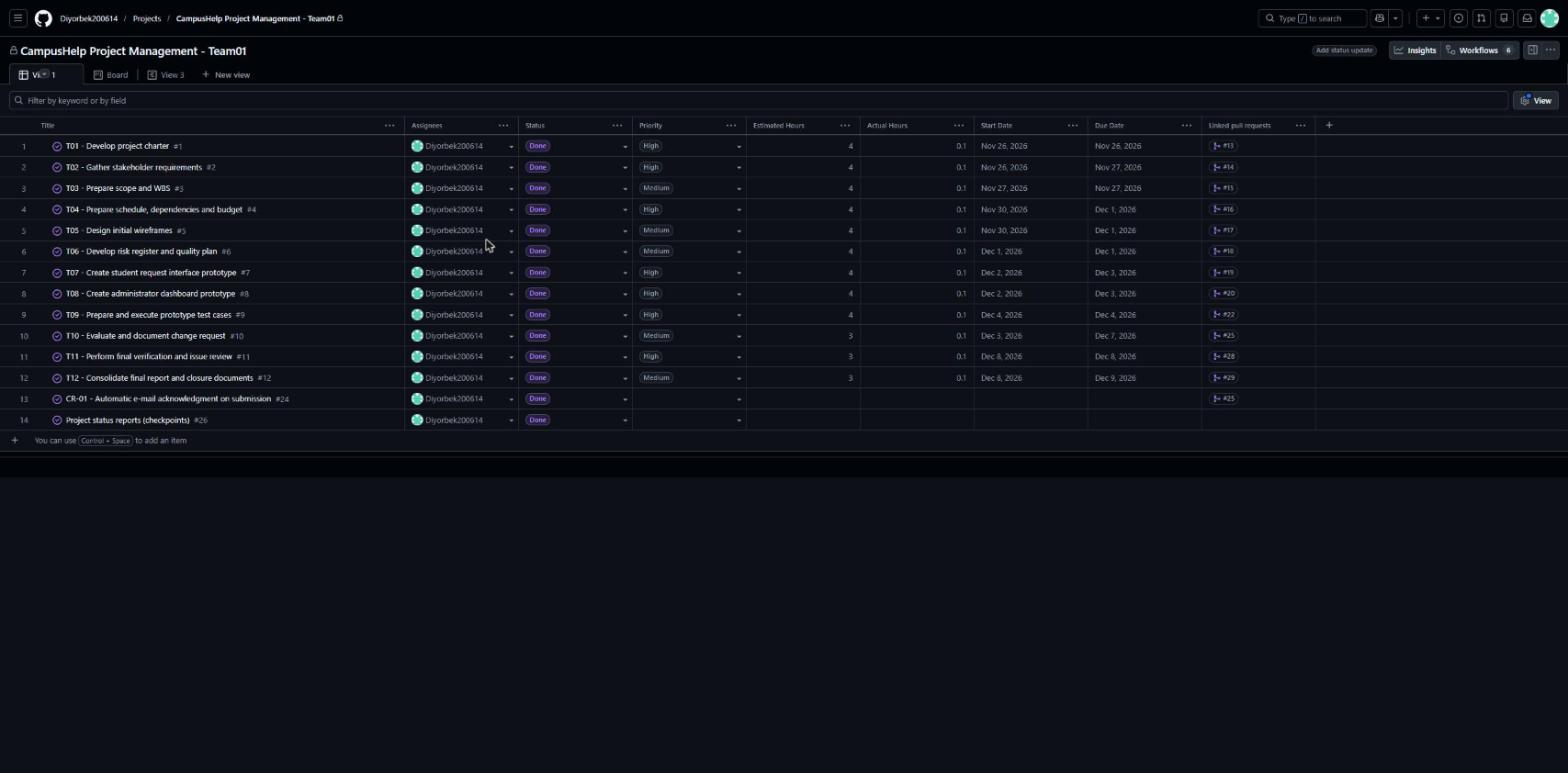 Diyorbek200614 / Projects / CampusHelp Project Management - Team01 Type / to search
CampusHelp Project Management - Team01 Add status update Insights Workflows 6
Board View 3 New view
Filter by keyword or by field View
Title Assignees Status Priority Estimated Hours Actual Hours Start Date Due Date Linked pull requests
1 T01 - Develop project charter #1 Diyorbek200614 Done High 4 0.1 Nov 26, 2026 Nov 26, 2026 #13
2 T02 - Gather stakeholder requirements #2 Diyorbek200614 Done High 4 0.1 Nov 26, 2026 Nov 27, 2026 #14
3 T03 - Prepare scope and WBS #3 Diyorbek200614 Done Medium 4 0.1 Nov 27, 2026 Nov 27, 2026 #15
4 T04 - Prepare schedule, dependencies and budget #4 Diyorbek200614 Done High 4 0.1 Nov 30, 2026 Dec 1, 2026 #16
5 T05 - Design initial wireframes #5 Diyorbek200614 Done Medium 4 0.1 Nov 30, 2026 Dec 1, 2026 #17
6 T06 - Develop risk register and quality plan #6 Diyorbek200614 Done Medium 4 0.1 Dec 1, 2026 Dec 1, 2026 #18
7 T07 - Create student request interface prototype #7 Diyorbek200614 Done High 4 0.1 Dec 2, 2026 Dec 3, 2026 #19
8 T08 - Create administrator dashboard prototype #8 Diyorbek200614 Done High 4 0.1 Dec 2, 2026 Dec 3, 2026 #20
9 T09 - Prepare and execute prototype test cases #9 Diyorbek200614 Done High 4 0.1 Dec 4, 2026 Dec 4, 2026 #22
10 T10 - Evaluate and document change request #10 Diyorbek200614 Done Medium 3 0.1 Dec 3, 2026 Dec 7, 2026 #25
11 T11 - Perform final verification and issue review #11 Diyorbek200614 Done High 3 0.1 Dec 8, 2026 Dec 8, 2026 #28
12 T12 - Consolidate final report and closure documents #12 Diyorbek200614 Done Medium 3 0.1 Dec 8, 2026 Dec 9, 2026 #29
13 CR-01 - Automatic e-mail acknowledgment on submission #24 Diyorbek200614 Done #25
14 Project status reports (checkpoints) #26 Diyorbek200614 Done
You can use Control + Space to add an item